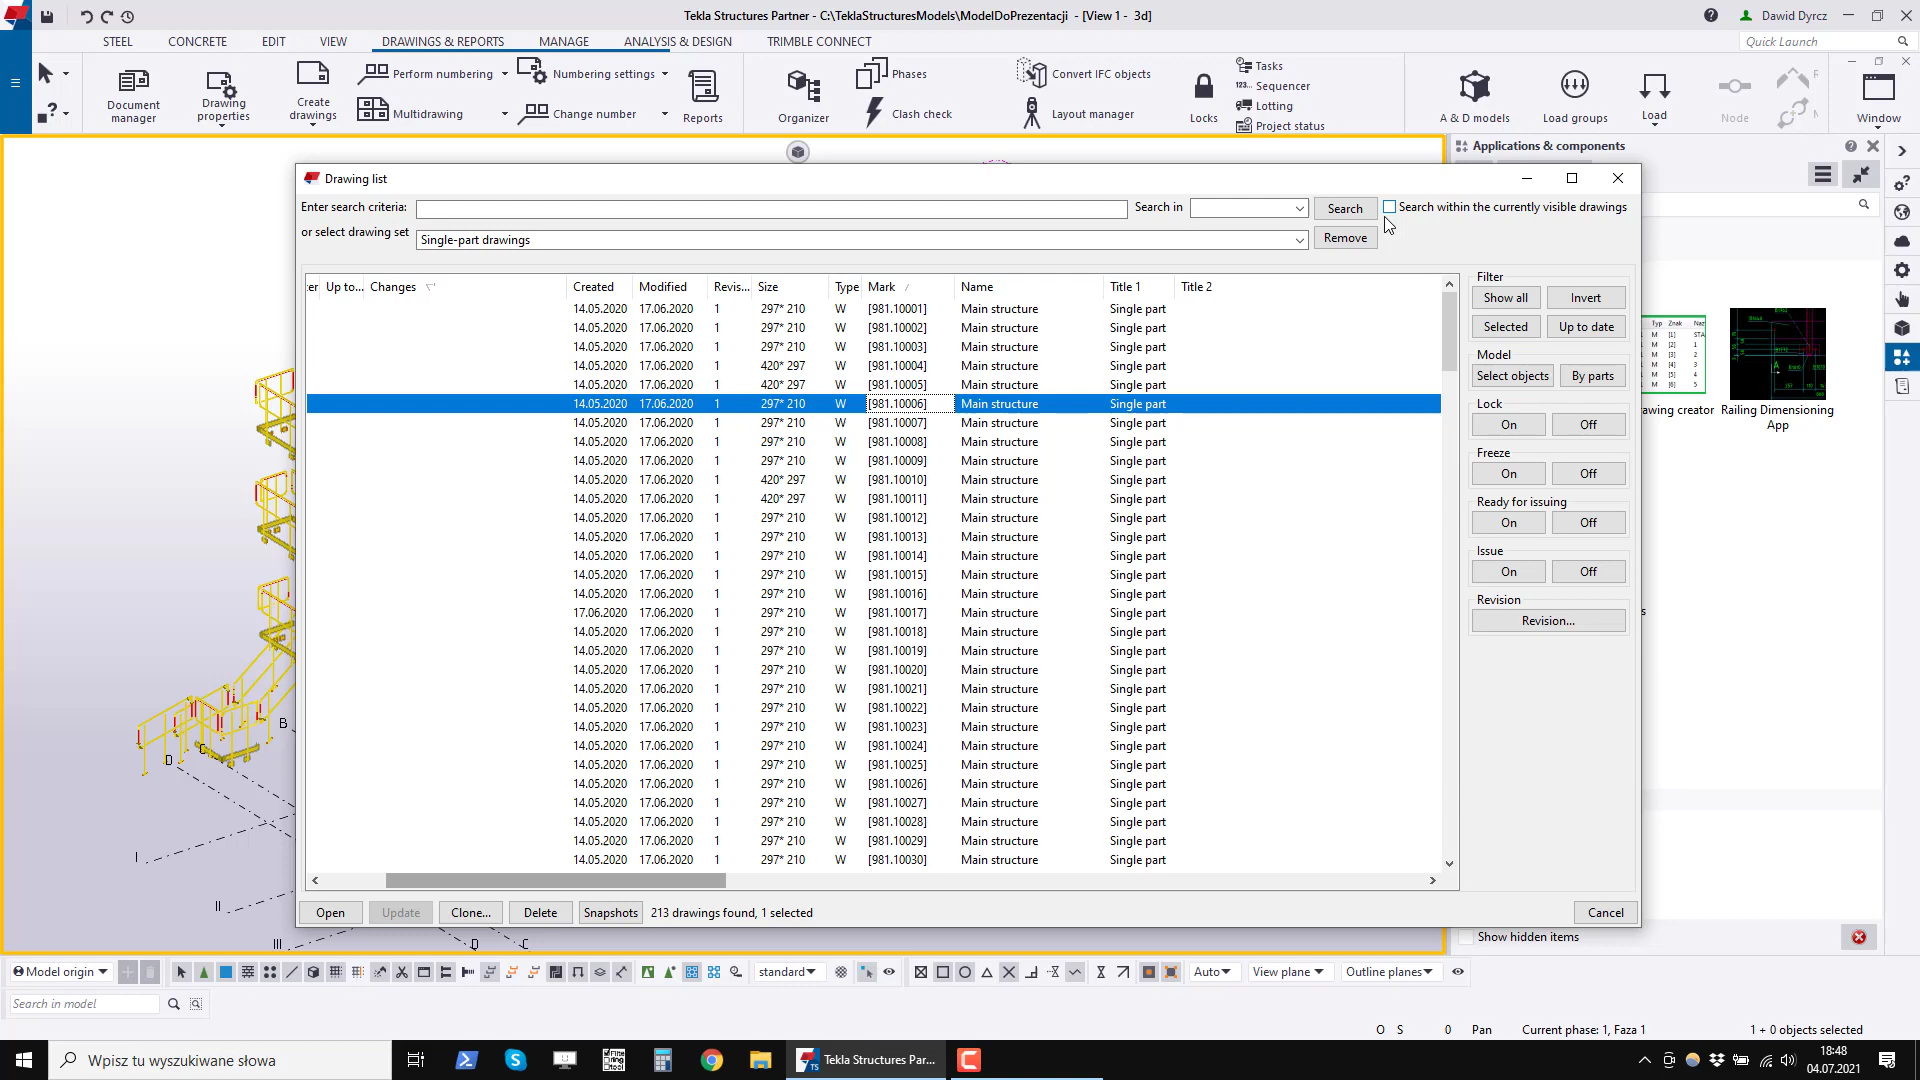 Tekla Structures Partner - C:\TeklaStructuresModels\ModelDoPrezentacji - [View 1 - 3d]
Dawid Dyrcz
STEEL CONCRETE EDIT VIEW DRAWINGS & REPORTS MANAGE ANALYSIS & DESIGN TRIMBLE CONNECT
Quick Launch
Document manager
Drawing properties
Create drawings
Perform numbering
Multidrawing
Numbering settings
Change number
Reports
Organizer
Phases
Clash check
Convert IFC objects
Layout manager
Locks
Tasks
Sequencer
Lotting
Project status
A & D models
Load groups
Load
Node
Window
Applications & components
Drawing list
Enter search criteria:
Search in
Search
Search within the currently visible drawings
or select drawing set
Single-part drawings
Remove
Up to... Changes Created Modified Revis... Size Type Mark Name Title 1 Title 2
14.05.2020 17.06.2020 1 297* 210 W [981.10001] Main structure Single part
14.05.2020 17.06.2020 1 297* 210 W [981.10002] Main structure Single part
14.05.2020 17.06.2020 1 297* 210 W [981.10003] Main structure Single part
14.05.2020 17.06.2020 1 420* 297 W [981.10004] Main structure Single part
14.05.2020 17.06.2020 1 420* 297 W [981.10005] Main structure Single part
14.05.2020 17.06.2020 1 297* 210 W [981.10006] Main structure Single part
14.05.2020 17.06.2020 1 297* 210 W [981.10007] Main structure Single part
14.05.2020 17.06.2020 1 297* 210 W [981.10008] Main structure Single part
14.05.2020 17.06.2020 1 297* 210 W [981.10009] Main structure Single part
14.05.2020 17.06.2020 1 420* 297 W [981.10010] Main structure Single part
14.05.2020 17.06.2020 1 420* 297 W [981.10011] Main structure Single part
14.05.2020 17.06.2020 1 297* 210 W [981.10012] Main structure Single part
14.05.2020 17.06.2020 1 297* 210 W [981.10013] Main structure Single part
14.05.2020 17.06.2020 1 297* 210 W [981.10014] Main structure Single part
14.05.2020 17.06.2020 1 297* 210 W [981.10015] Main structure Single part
14.05.2020 17.06.2020 1 297* 210 W [981.10016] Main structure Single part
17.06.2020 17.06.2020 1 297* 210 W [981.10017] Main structure Single part
14.05.2020 17.06.2020 1 297* 210 W [981.10018] Main structure Single part
14.05.2020 17.06.2020 1 297* 210 W [981.10019] Main structure Single part
14.05.2020 17.06.2020 1 297* 210 W [981.10020] Main structure Single part
14.05.2020 17.06.2020 1 297* 210 W [981.10021] Main structure Single part
14.05.2020 17.06.2020 1 297* 210 W [981.10022] Main structure Single part
14.05.2020 17.06.2020 1 297* 210 W [981.10023] Main structure Single part
14.05.2020 17.06.2020 1 297* 210 W [981.10024] Main structure Single part
14.05.2020 17.06.2020 1 297* 210 W [981.10025] Main structure Single part
14.05.2020 17.06.2020 1 297* 210 W [981.10026] Main structure Single part
14.05.2020 17.06.2020 1 297* 210 W [981.10027] Main structure Single part
14.05.2020 17.06.2020 1 297* 210 W [981.10028] Main structure Single part
14.05.2020 17.06.2020 1 297* 210 W [981.10029] Main structure Single part
14.05.2020 17.06.2020 1 297* 210 W [981.10030] Main structure Single part
Filter
Show all Invert
Selected Up to date
Model
Select objects By parts
Lock
On Off
Freeze
On Off
Ready for issuing
On Off
Issue
On Off
Revision
Revision...
Open Update Clone... Delete Snapshots 213 drawings found, 1 selected Cancel
Typ Znak Naz
M [1] STA
M [2] 1
M [3] 2
M [4] 3
M [5] 4
M [6] 5
awing creator
Railing Dimensioning App
Show hidden items
B
C
D
I
II
III
D
C
Model origin
standard
Auto
View plane
Outline planes
Search in model
O S 0 Pan Current phase: 1, Faza 1 1 + 0 objects selected
Wpisz tu wyszukiwane słowa
Tekla Structures Par...
18:48
04.07.2021